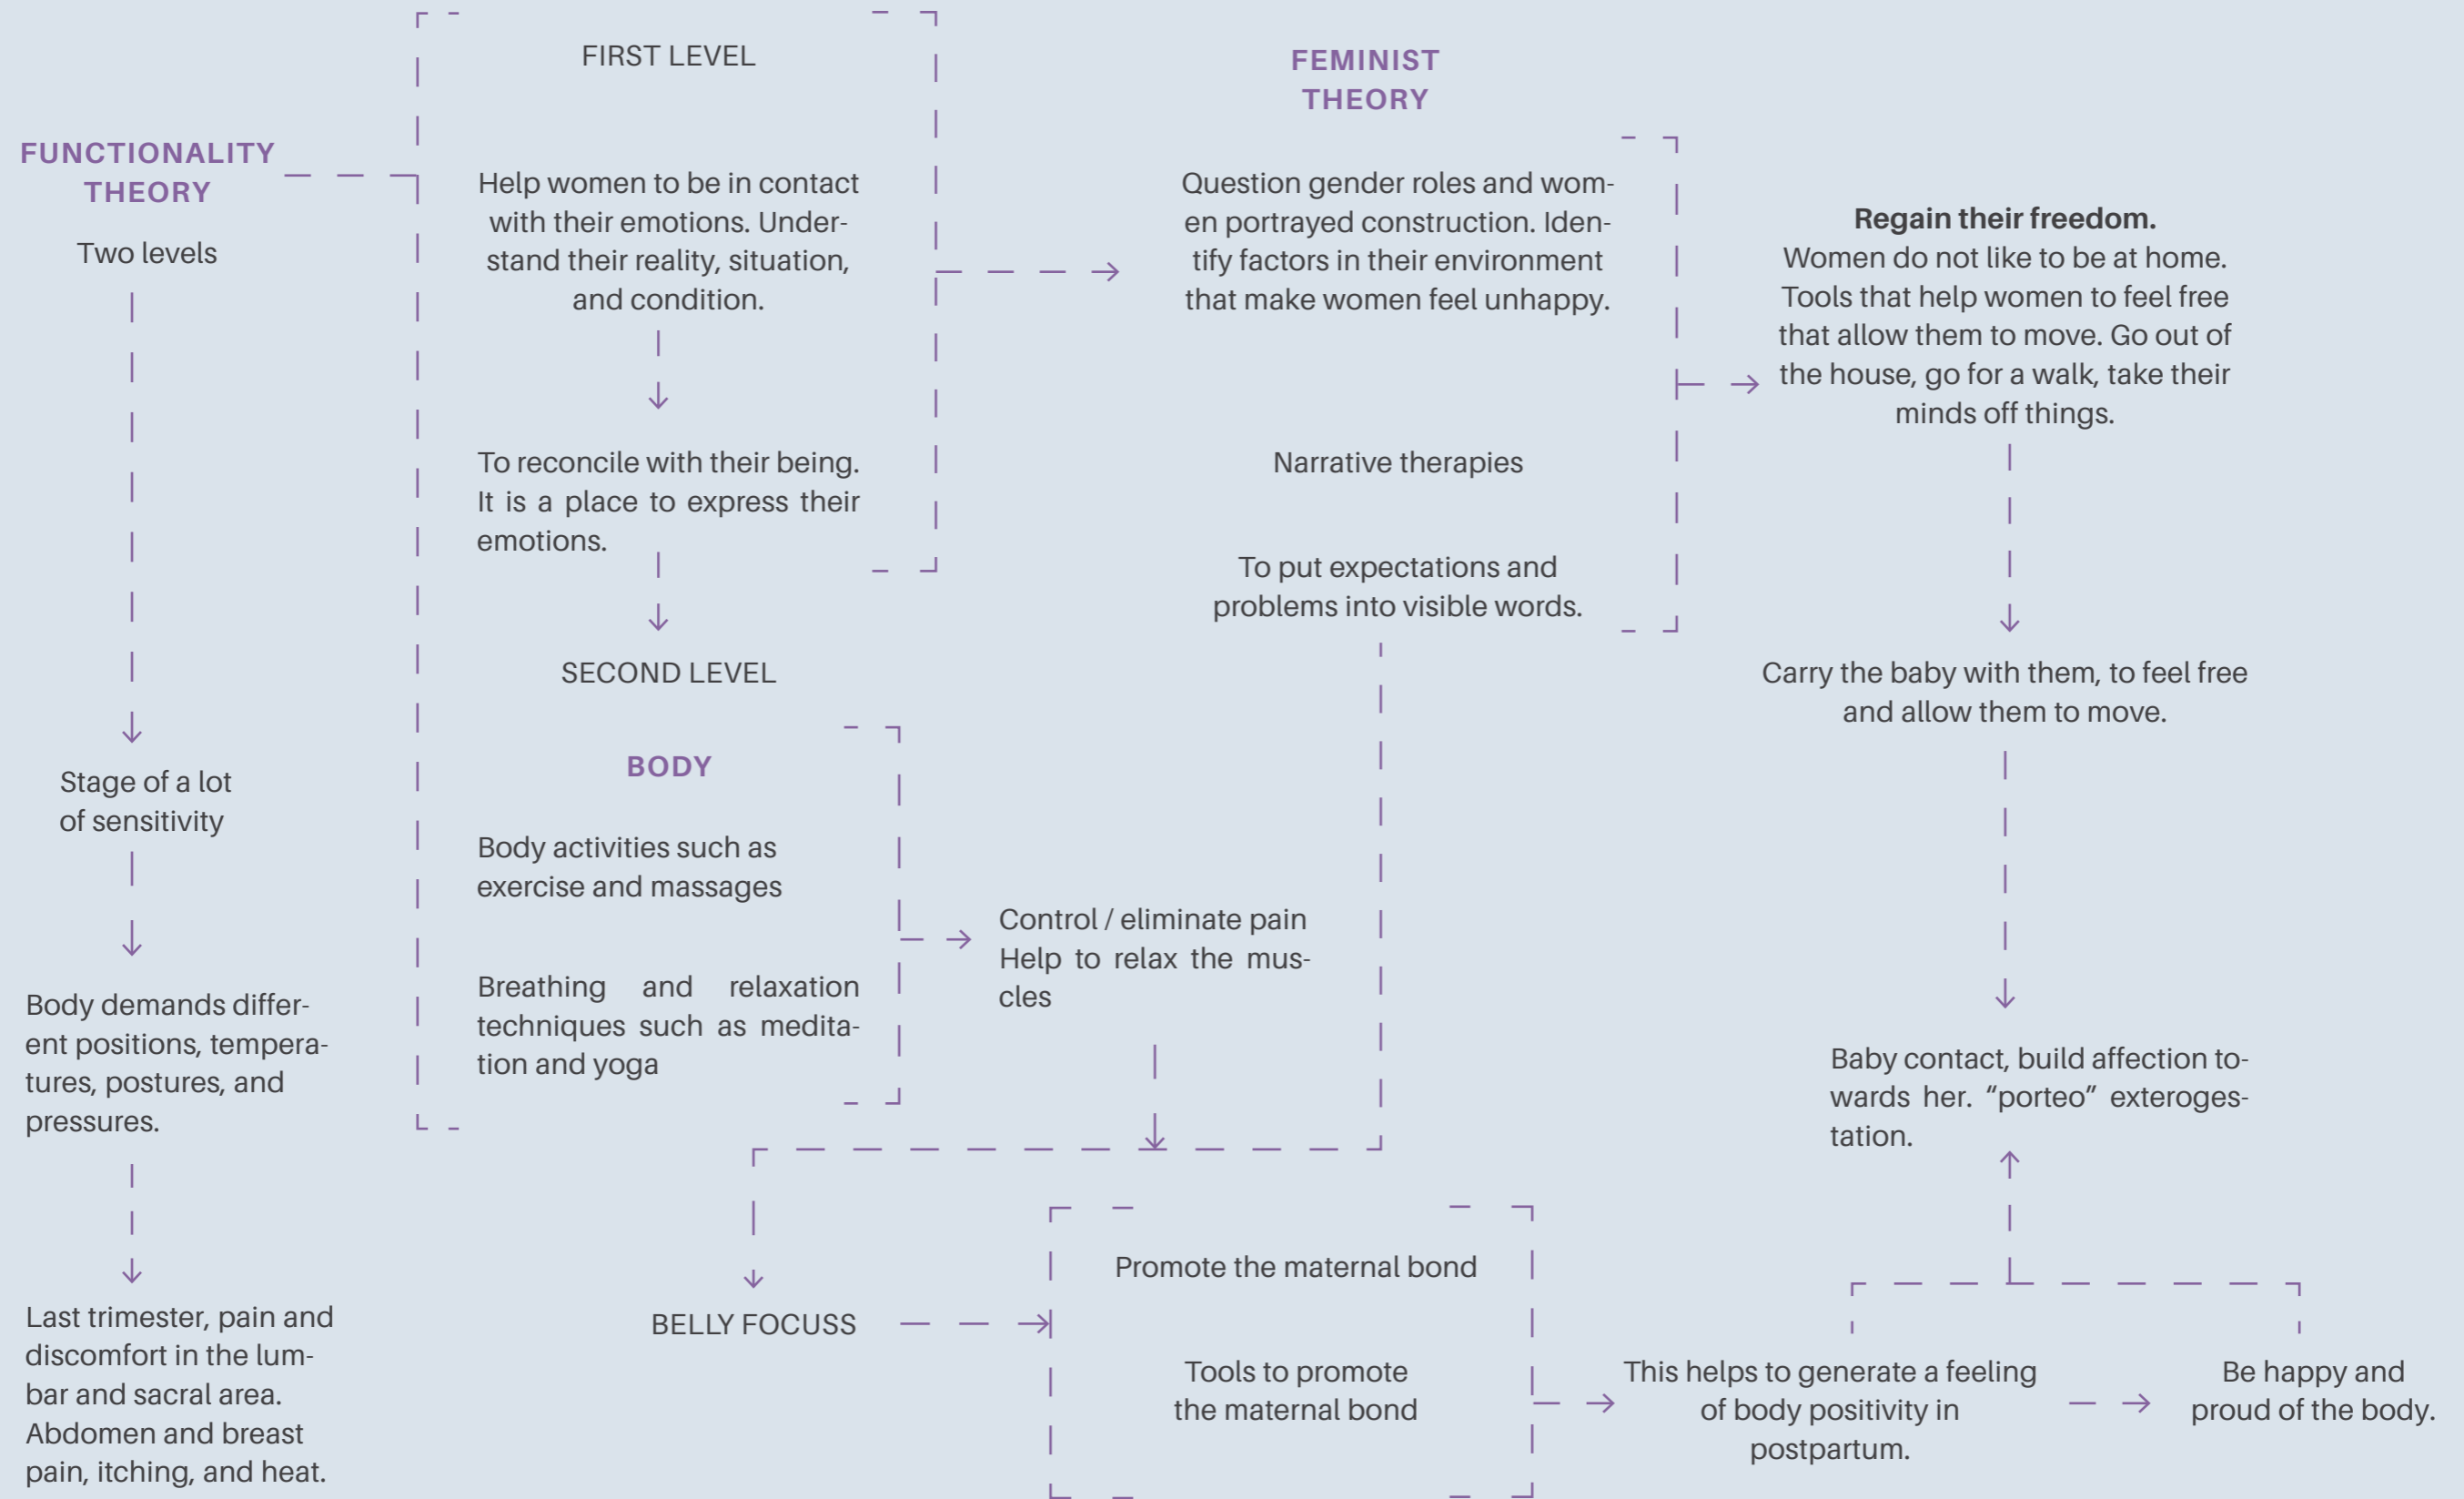 FUNCTIONALITY
THEORY
Two levels
Stage of a lot
of sensitivity
Body demands differ-
ent positions, tempera-
tures, postures, and
pressures.
Last trimester, pain and
discomfort in the lum-
bar and sacral area.
Abdomen and breast
pain, itching, and heat.
FIRST LEVEL
Help women to be in contact
with their emotions. Under-
stand their reality, situation,
and condition.
To reconcile with their being.
It is a place to express their
emotions.
SECOND LEVEL
BODY
Body activities such as
exercise and massages
Breathing and relaxation
techniques such as medita-
tion and yoga
Control / eliminate pain
Help to relax the mus-
cles
FEMINIST
THEORY
Question gender roles and wom-
en portrayed construction. Iden-
tify factors in their environment
that make women feel unhappy.
Narrative therapies
To put expectations and
problems into visible words.
BELLY FOCUSS
Promote the maternal bond
Tools to promote
the maternal bond
This helps to generate a feeling
of body positivity in
postpartum.
Be happy and
proud of the body.
Regain their freedom.
Women do not like to be at home.
Tools that help women to feel free
that allow them to move. Go out of
the house, go for a walk, take their
minds off things.
Carry the baby with them, to feel free
and allow them to move.
Baby contact, build affection to-
wards her. “porteo” exteroges-
tation.